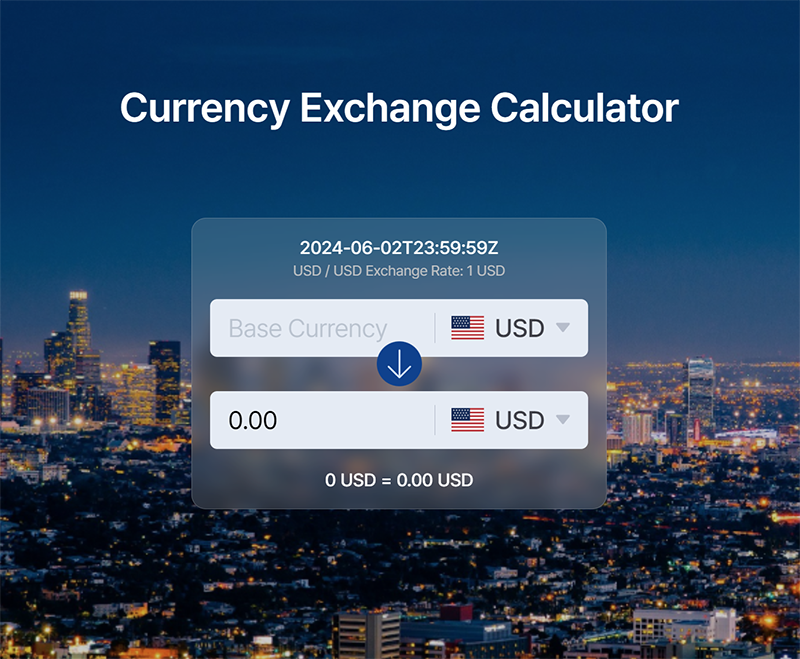 Currency Exchange Calculator
2024-06-02T23:59:59Z
USD / USD Exchange Rate: 1 USD
Base Currency
USD
0.00
USD
0 USD = 0.00 USD